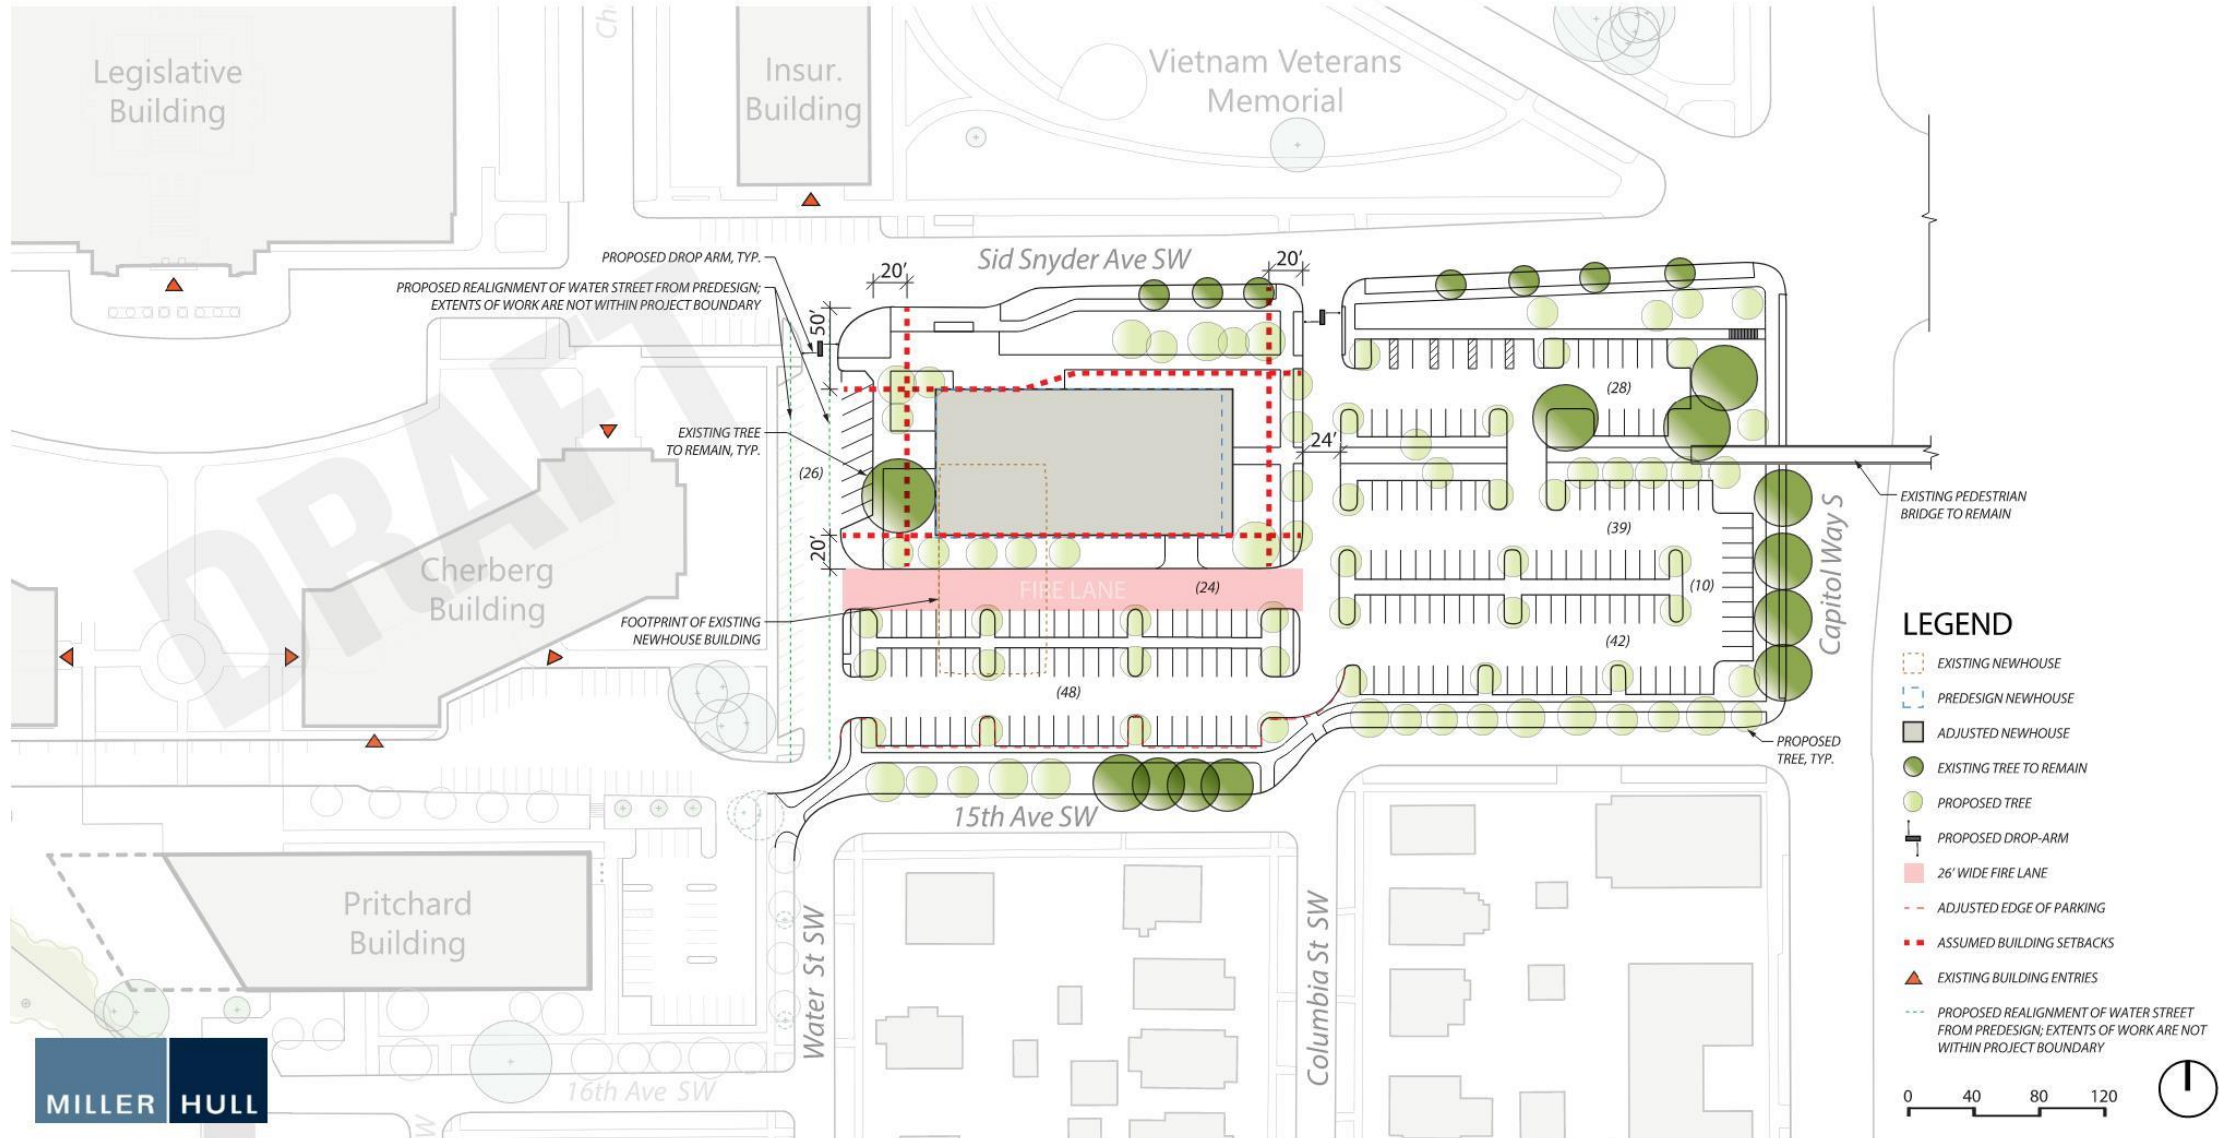 Legislative
Building
Ch
Insur.
Building
Vietnam Veterans
Memorial
Sid Snyder Ave SW
PROPOSED DROP ARM, TYP.
PROPOSED REALIGNMENT OF WATER STREET FROM PREDESIGN;
EXTENTS OF WORK ARE NOT WITHIN PROJECT BOUNDARY
20'
20'
50'
DRAFT
EXISTING TREE
TO REMAIN, TYP.
(26)
24'
(28)
EXISTING PEDESTRIAN
BRIDGE TO REMAIN
(39)
20'
Cherberg
Building
FIRE LANE
(24)
(10)
Capitol Way S
FOOTPRINT OF EXISTING
NEWHOUSE BUILDING
(42)
(48)
PROPOSED
TREE, TYP.
15th Ave SW
Pritchard
Building
Water St SW
Columbia St SW
16th Ave SW
W
MILLER HULL
LEGEND
EXISTING NEWHOUSE
PREDESIGN NEWHOUSE
ADJUSTED NEWHOUSE
EXISTING TREE TO REMAIN
PROPOSED TREE
PROPOSED DROP-ARM
26' WIDE FIRE LANE
ADJUSTED EDGE OF PARKING
ASSUMED BUILDING SETBACKS
EXISTING BUILDING ENTRIES
PROPOSED REALIGNMENT OF WATER STREET
FROM PREDESIGN; EXTENTS OF WORK ARE NOT
WITHIN PROJECT BOUNDARY
0 40 80 120